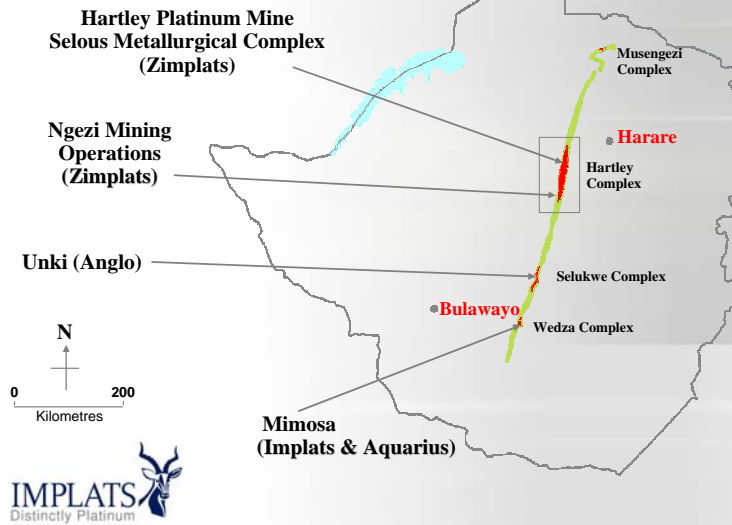 Hartley Platinum Mine
Selous Metallurgical Complex
(Zimplats)
Musengezi
Complex
Ngezi Mining
Operations
(Zimplats)
Harare
Hartley
Complex
Unki (Anglo)
Selukwe Complex
Bulawayo
Wedza Complex
N
0 200
Kilometres
Mimosa
(Implats & Aquarius)
IMPLATS
Distinctly Platinum